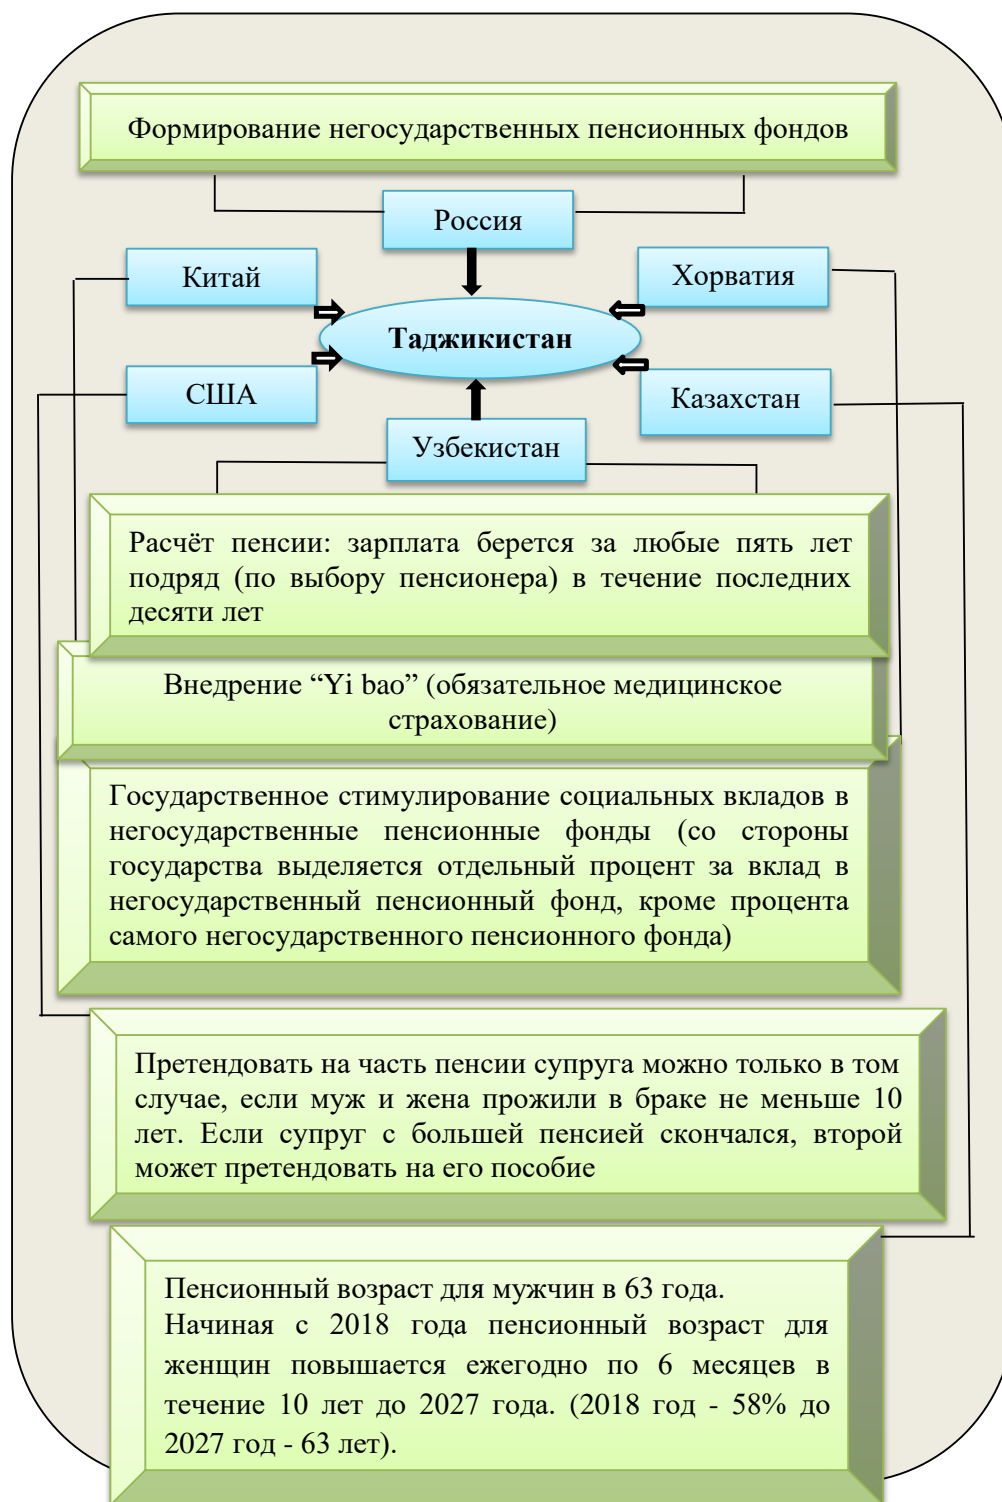 Формирование негосударственных пенсионных фондов
Россия
Китай
Хорватия
Таджикистан
США
Казахстан
Узбекистан
Расчёт пенсии: зарплата берется за любые пять лет
подряд (по выбору пенсионера) в течение последних
десяти лет
Внедрение “Yi bao” (обязательное медицинское
страхование)
Государственное стимулирование социальных вкладов в
негосударственные пенсионные фонды (со стороны
государства выделяется отдельный процент за вклад в
негосударственный пенсионный фонд, кроме процента
самого негосударственного пенсионного фонда)
Претендовать на часть пенсии супруга можно только в том
случае, если муж и жена прожили в браке не меньше 10
лет. Если супруг с большей пенсией скончался, второй
может претендовать на его пособие
Пенсионный возраст для мужчин в 63 года.
Начиная с 2018 года пенсионный возраст для
женщин повышается ежегодно по 6 месяцев в
течение 10 лет до 2027 года. (2018 год - 58% до
2027 год - 63 лет).